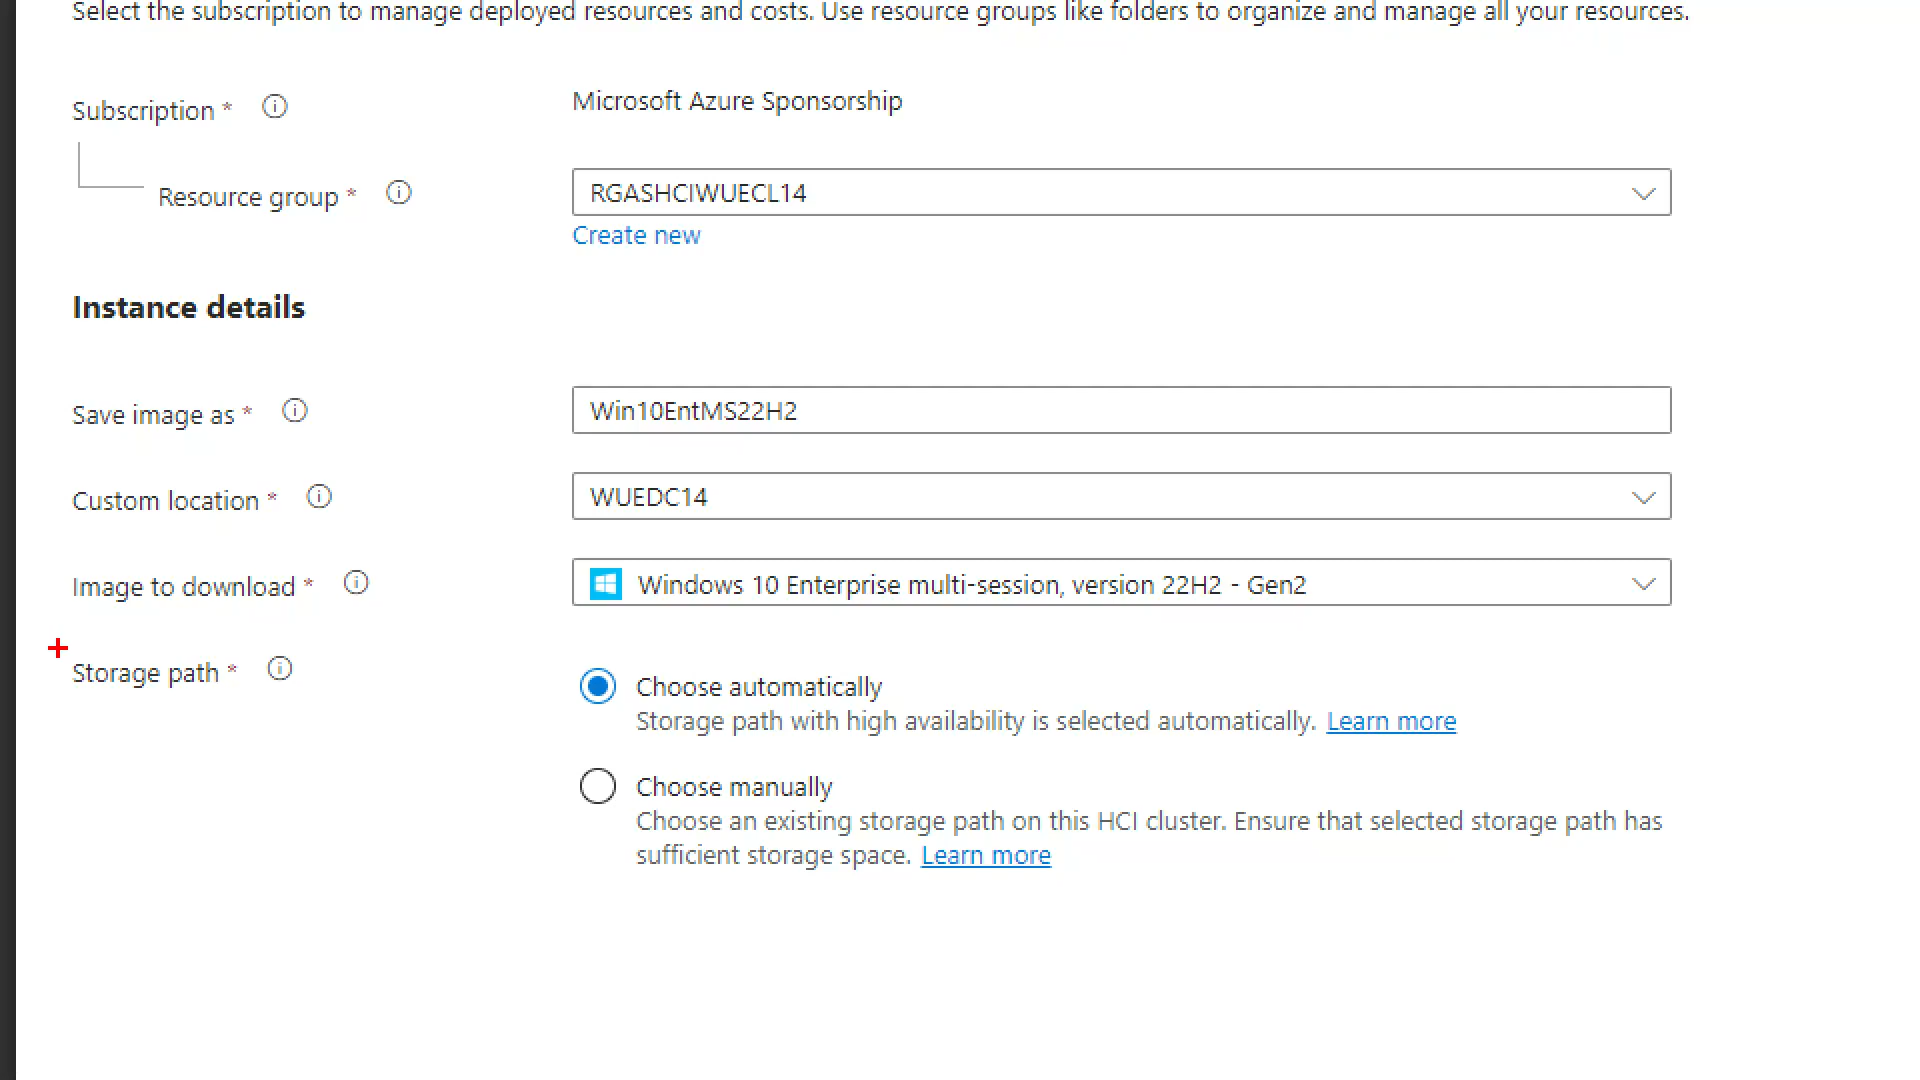 Select the subscription to manage deployed resources and costs. Use resource groups like folders to organize and manage all your resources.
Subscription *
Microsoft Azure Sponsorship
Resource group *
RGASHCIWUECL14
Create new
Instance details
Save image as *
Win10EntMS22H2
Custom location *
WUEDC14
Image to download *
Windows 10 Enterprise multi-session, version 22H2 - Gen2
Storage path *
Choose automatically
Storage path with high availability is selected automatically. Learn more
Choose manually
Choose an existing storage path on this HCI cluster. Ensure that selected storage path has
sufficient storage space. Learn more